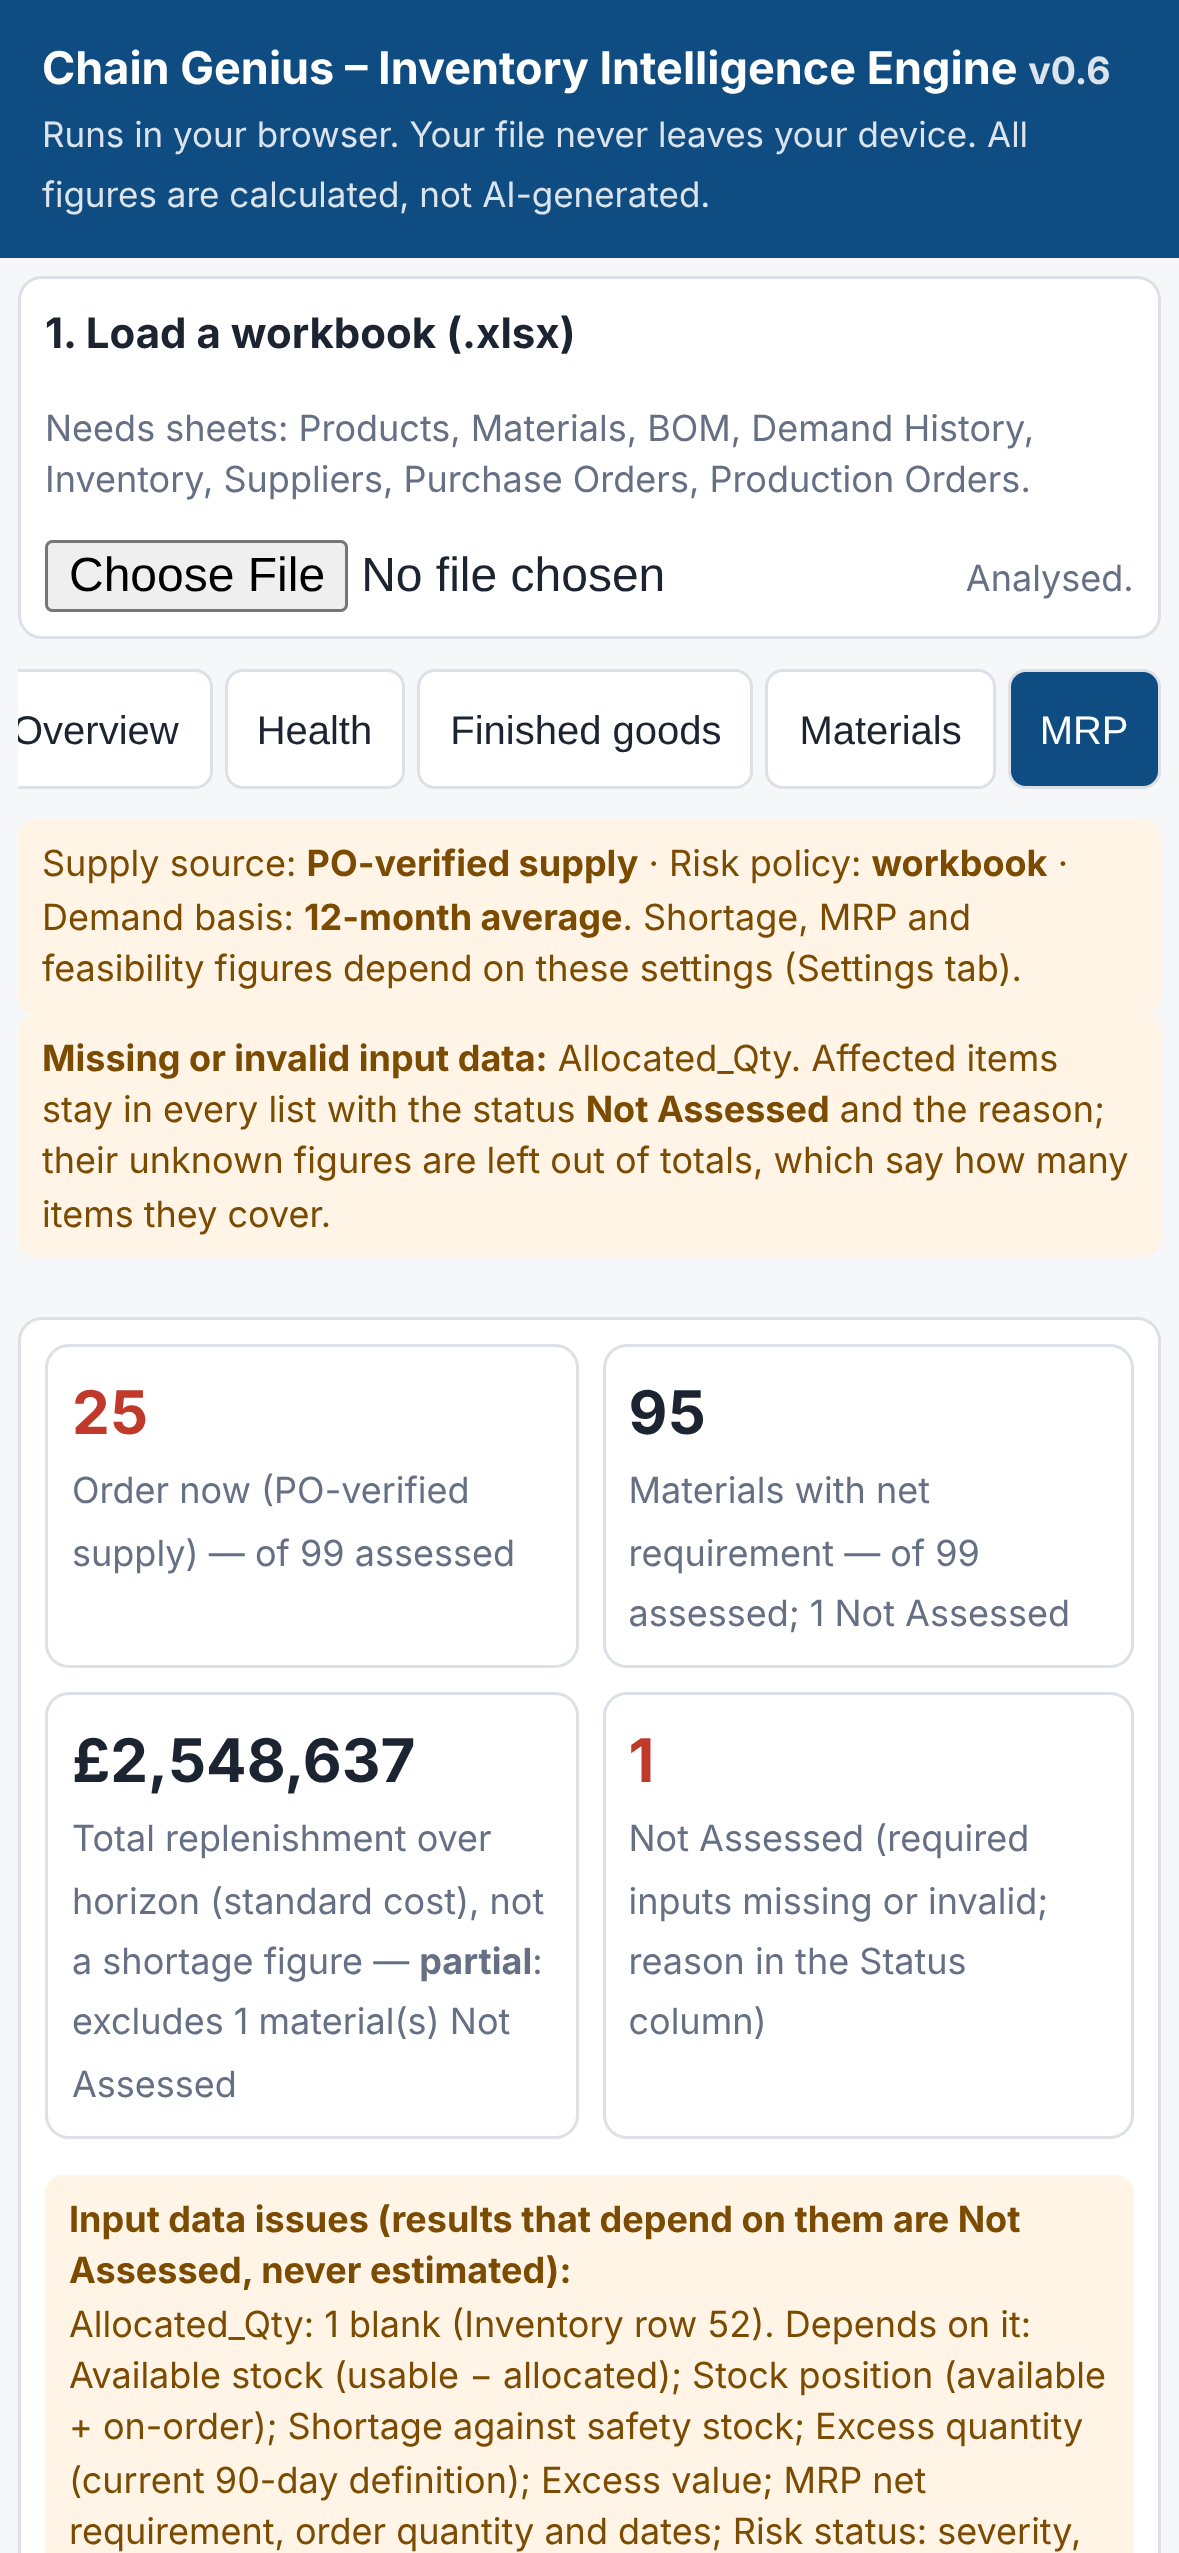 Chain Genius – Inventory Intelligence Engine v0.6
Runs in your browser. Your file never leaves your device. All
figures are calculated, not AI-generated.
1. Load a workbook (.xlsx)
Needs sheets: Products, Materials, BOM, Demand History,
Inventory, Suppliers, Purchase Orders, Production Orders.
Choose File No file chosen Analysed.
Overview Health Finished goods Materials MRP
Supply source: PO-verified supply · Risk policy: workbook ·
Demand basis: 12-month average. Shortage, MRP and
feasibility figures depend on these settings (Settings tab).
Missing or invalid input data: Allocated_Qty. Affected items
stay in every list with the status Not Assessed and the reason;
their unknown figures are left out of totals, which say how many
items they cover.
25
Order now (PO-verified
supply) — of 99 assessed
95
Materials with net
requirement — of 99
assessed; 1 Not Assessed
£2,548,637
Total replenishment over
horizon (standard cost), not
a shortage figure — partial:
excludes 1 material(s) Not
Assessed
1
Not Assessed (required
inputs missing or invalid;
reason in the Status
column)
Input data issues (results that depend on them are Not
Assessed, never estimated):
Allocated_Qty: 1 blank (Inventory row 52). Depends on it:
Available stock (usable − allocated); Stock position (available
+ on-order); Shortage against safety stock; Excess quantity
(current 90-day definition); Excess value; MRP net
requirement, order quantity and dates; Risk status: severity,